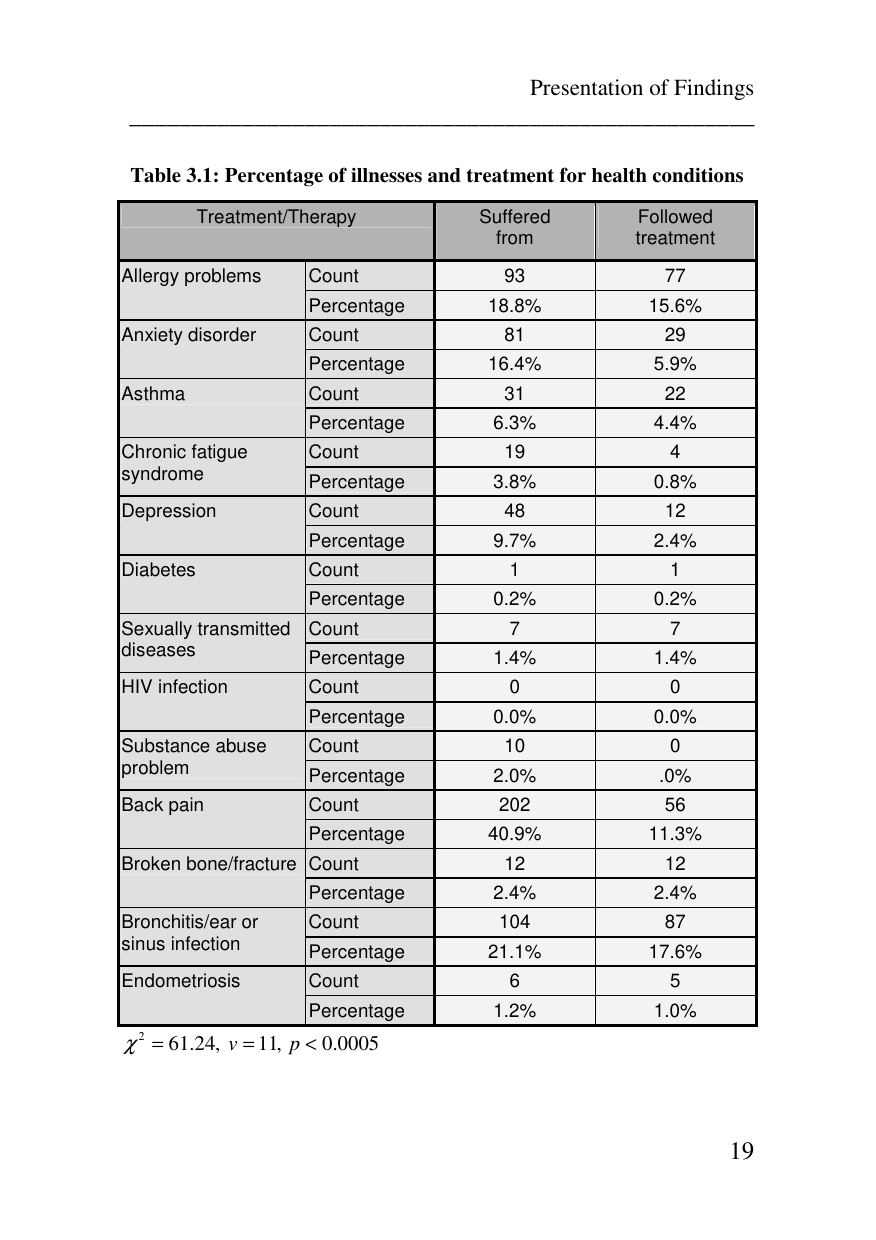 Presentation of Findings
Table 3.1: Percentage of illnesses and treatment for health conditions
Treatment/Therapy Suffered from Followed treatment
Allergy problems Count 93 77
Percentage 18.8% 15.6%
Anxiety disorder Count 81 29
Percentage 16.4% 5.9%
Asthma Count 31 22
Percentage 6.3% 4.4%
Chronic fatigue syndrome Count 19 4
Percentage 3.8% 0.8%
Depression Count 48 12
Percentage 9.7% 2.4%
Diabetes Count 1 1
Percentage 0.2% 0.2%
Sexually transmitted diseases Count 7 7
Percentage 1.4% 1.4%
HIV infection Count 0 0
Percentage 0.0% 0.0%
Substance abuse problem Count 10 0
Percentage 2.0% .0%
Back pain Count 202 56
Percentage 40.9% 11.3%
Broken bone/fracture Count 12 12
Percentage 2.4% 2.4%
Bronchitis/ear or sinus infection Count 104 87
Percentage 21.1% 17.6%
Endometriosis Count 6 5
Percentage 1.2% 1.0%
χ² = 61.24, v = 11, p < 0.0005
19